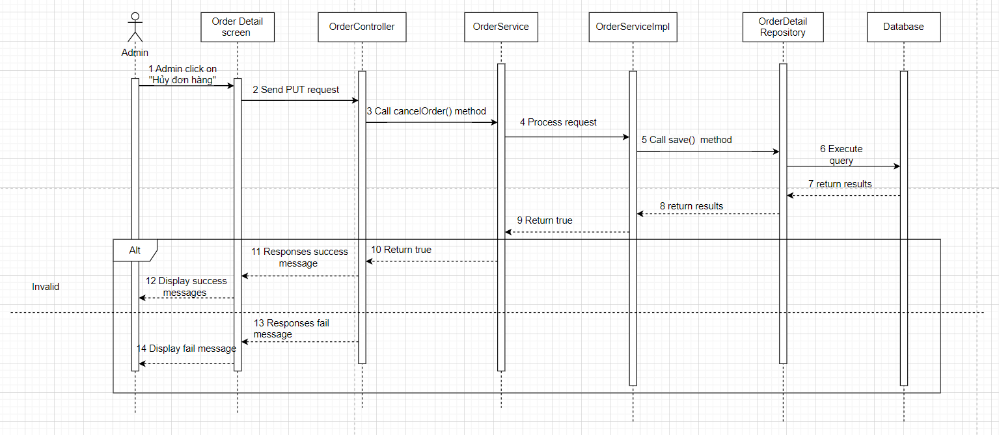 Order Detail
screen
OrderController
OrderService
OrderServiceImpl
OrderDetail
Repository
Database
Admin
1 Admin click on
"Hủy đơn hàng"
2 Send PUT request
3 Call cancelOrder() method
4 Process request
5 Call save()  method
6 Execute
query
7 return results
8 return results
9 Return true
Alt
10 Return true
11 Responses success
message
12 Display success
messages
Invalid
13 Responses fail
message
14 Display fail message